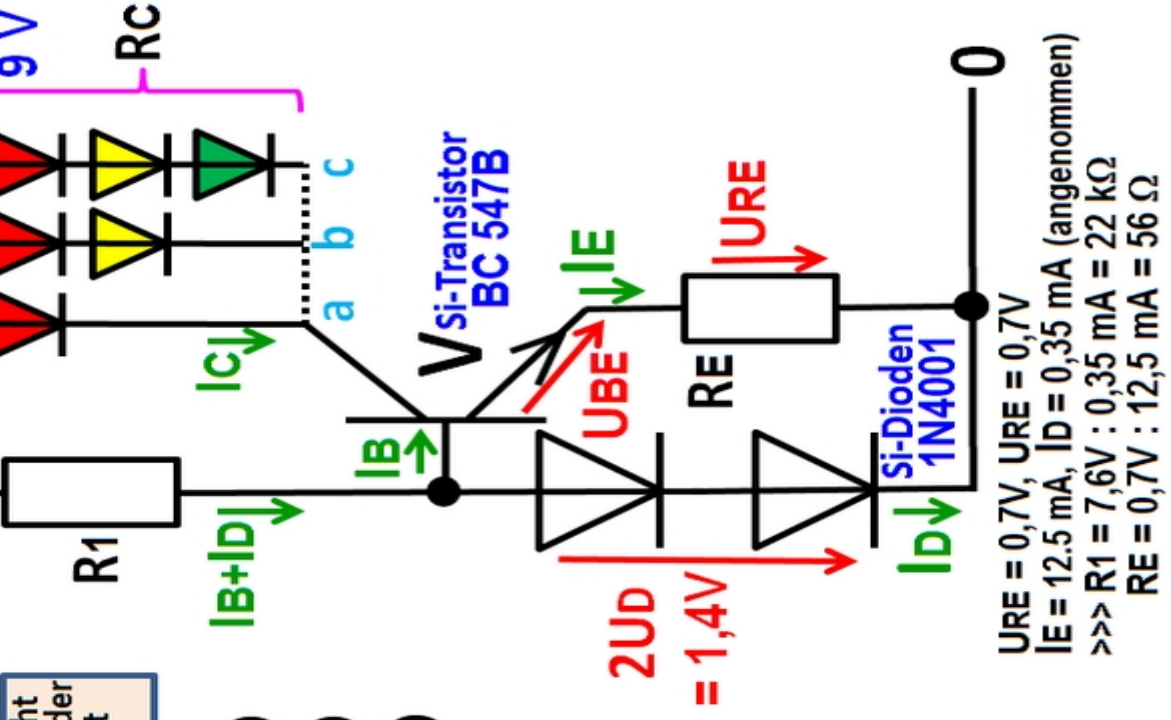 9 V
RC
R1
IB+ID
IC
a b c
IB
V
Si-Transistor
BC 547B
IE
UBE
2UD
= 1,4V
RE
URE
Si-Dioden
1N4001
ID
0
URE = 0,7V, URE = 0,7V
IE = 12.5 mA, ID = 0,35 mA (angenommen)
>>> R1 = 7,6V : 0,35 mA = 22 kΩ
RE = 0,7V : 12,5 mA = 56 Ω